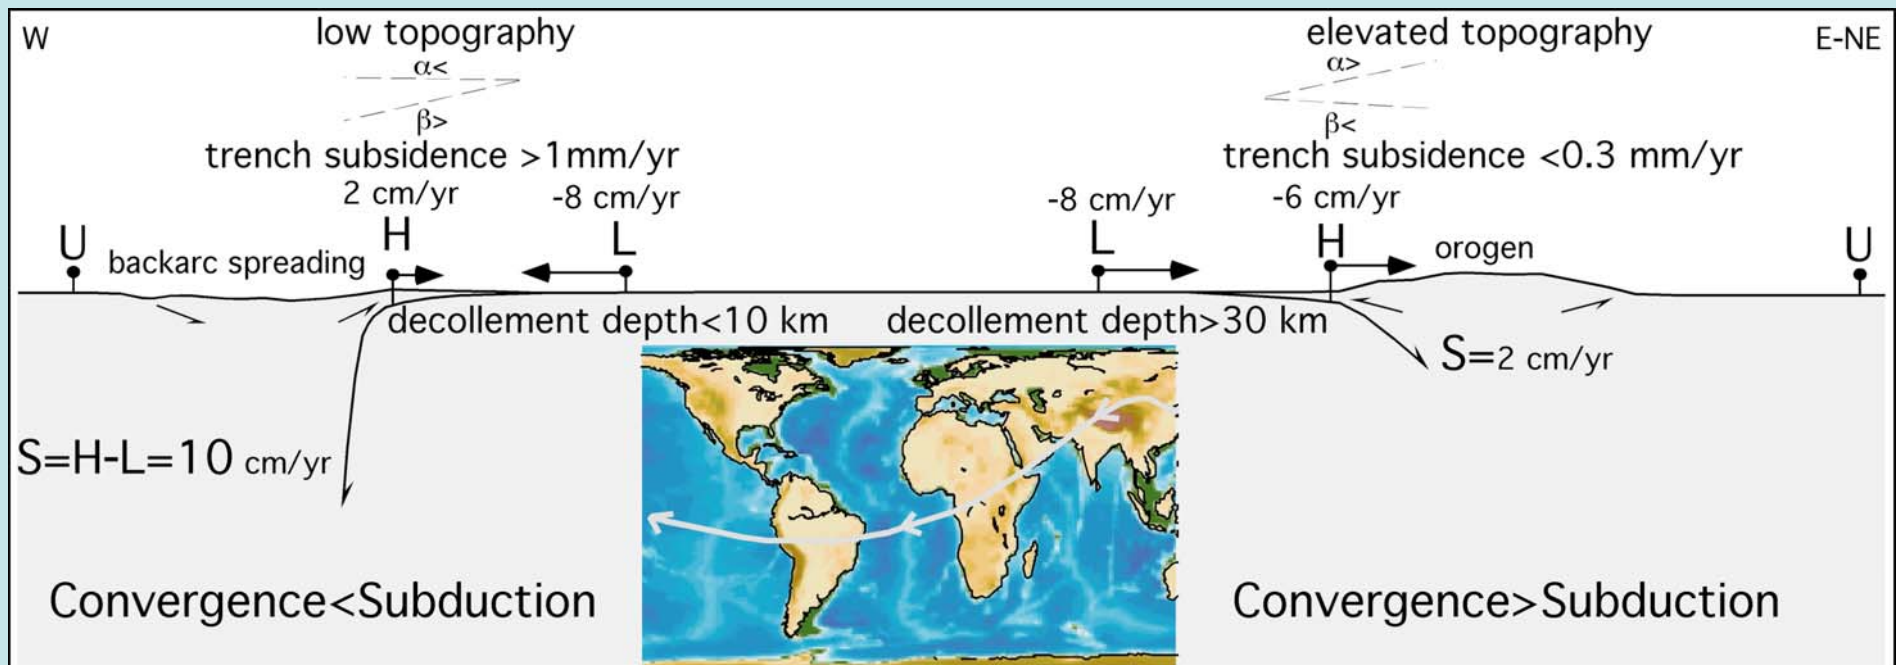 W
low topography
α<
β>
trench subsidence >1mm/yr
2 cm/yr
-8 cm/yr
U
backarc spreading
H
L
decollement depth<10 km
S=H-L=10 cm/yr
Convergence<Subduction
elevated topography
E-NE
α>
β<
trench subsidence <0.3 mm/yr
-8 cm/yr
-6 cm/yr
L
H
orogen
U
decollement depth>30 km
S=2 cm/yr
Convergence>Subduction